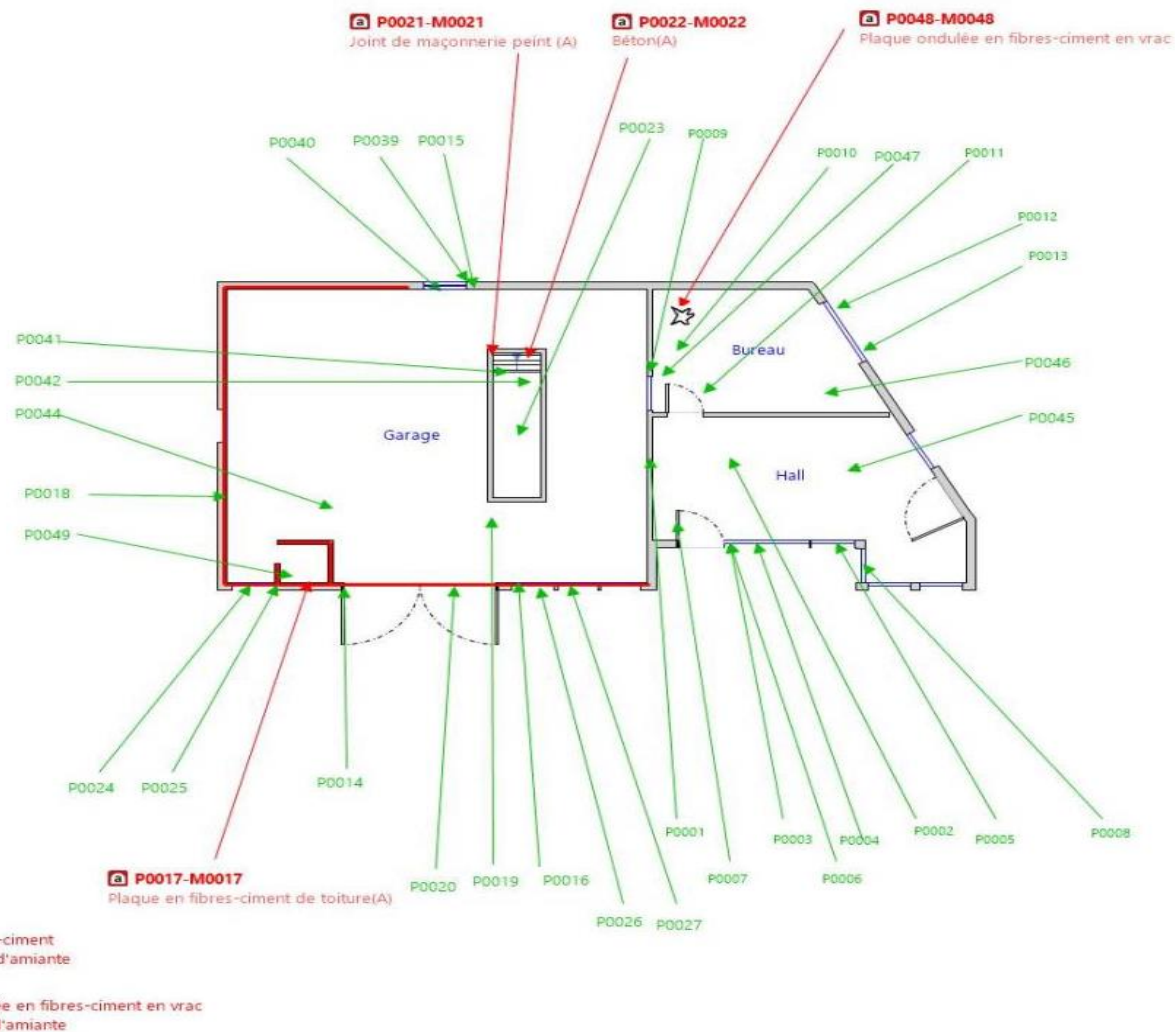 a P0021-M0021
Joint de maçonnerie peint (A)
a P0022-M0022
Béton(A)
a P0048-M0048
Plaque ondulée en fibres-ciment en vrac
P0040
P0039
P0015
P0023
P0009
P0010
P0047
P0011
P0012
P0013
P0041
P0042
P0044
P0018
P0049
Bureau
Garage
Hall
P0046
P0045
P0024
P0025
P0014
P0001
P0003
P0004
P0002
P0005
P0008
a P0017-M0017
Plaque en fibres-ciment de toiture(A)
P0020
P0019
P0016
P0007
P0006
P0026
P0027
-ciment
d'amiante
e en fibres-ciment en vrac
d'amiante